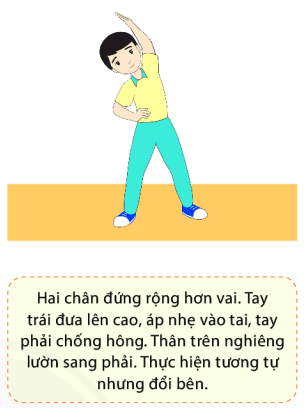 Hai chân đứng rộng hơn vai. Tay
trái đưa lên cao, áp nhẹ vào tai, tay
phải chống hông. Thân trên nghiêng
lườn sang phải. Thực hiện tương tự
nhưng đổi bên.